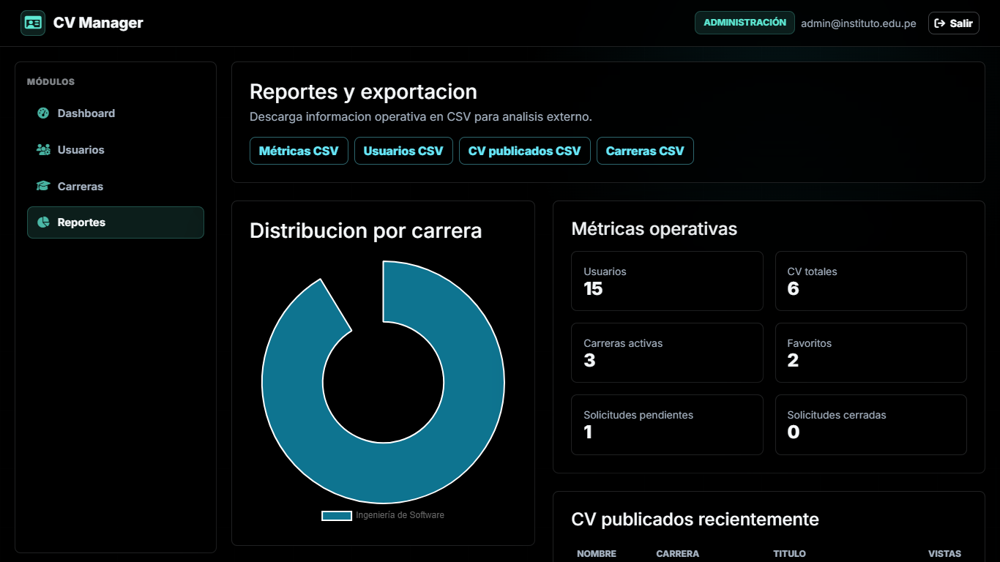 CV Manager
ADMINISTRACIÓN
admin@instituto.edu.pe
Salir
MÓDULOS
Dashboard
Usuarios
Carreras
Reportes
Reportes y exportacion
Descarga informacion operativa en CSV para analisis externo.
Métricas CSV
Usuarios CSV
CV publicados CSV
Carreras CSV
Distribucion por carrera
Ingeniería de Software
Métricas operativas
Usuarios
15
CV totales
6
Carreras activas
3
Favoritos
2
Solicitudes pendientes
1
Solicitudes cerradas
0
CV publicados recientemente
NOMBRE CARRERA TITULO VISTAS